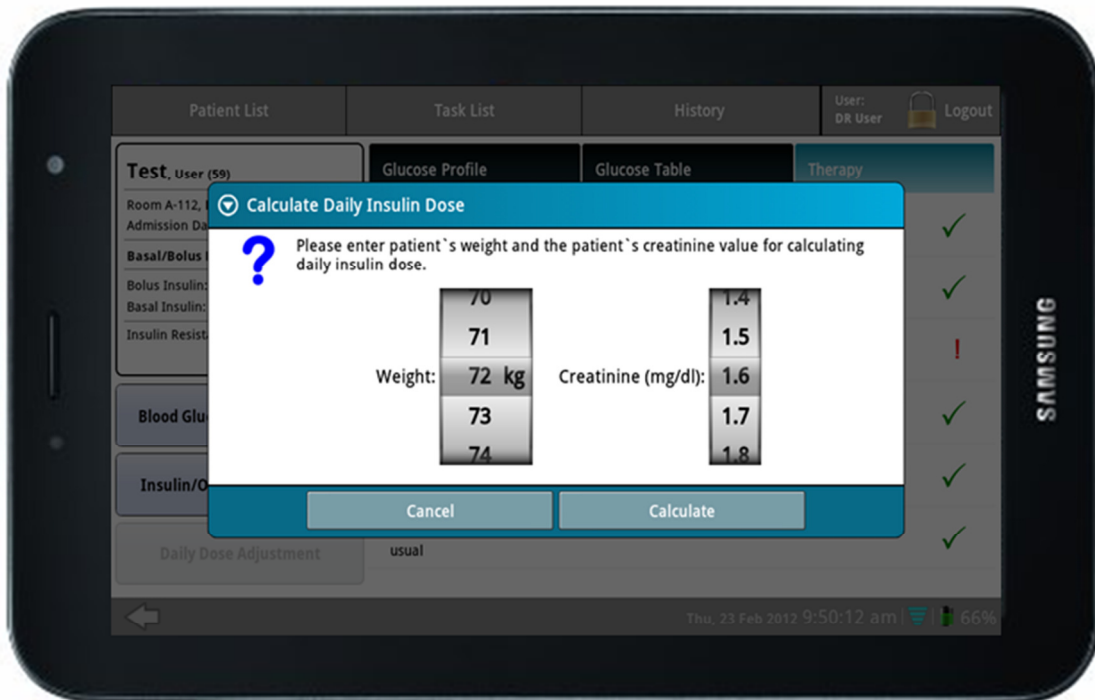 Patient List
Task List
History
User:
DR User
Logout
Test, User (59)
Glucose Profile
Glucose Table
Therapy
Room A-112,
Admission Da
Basal/Bolus
Bolus Insulin:
Basal Insulin:
Insulin Resist
Calculate Daily Insulin Dose
?
Please enter patient`s weight and the patient`s creatinine value for calculating
daily insulin dose.
70
71
Weight: 72 kg
73
74
1.4
1.5
Creatinine (mg/dl): 1.6
1.7
1.8
!
Cancel
Calculate
Blood Glu
Insulin/O
Daily Dose Adjustment
usual
Thu, 23 Feb 2012 9:50:12 am
66%
SAMSUNG